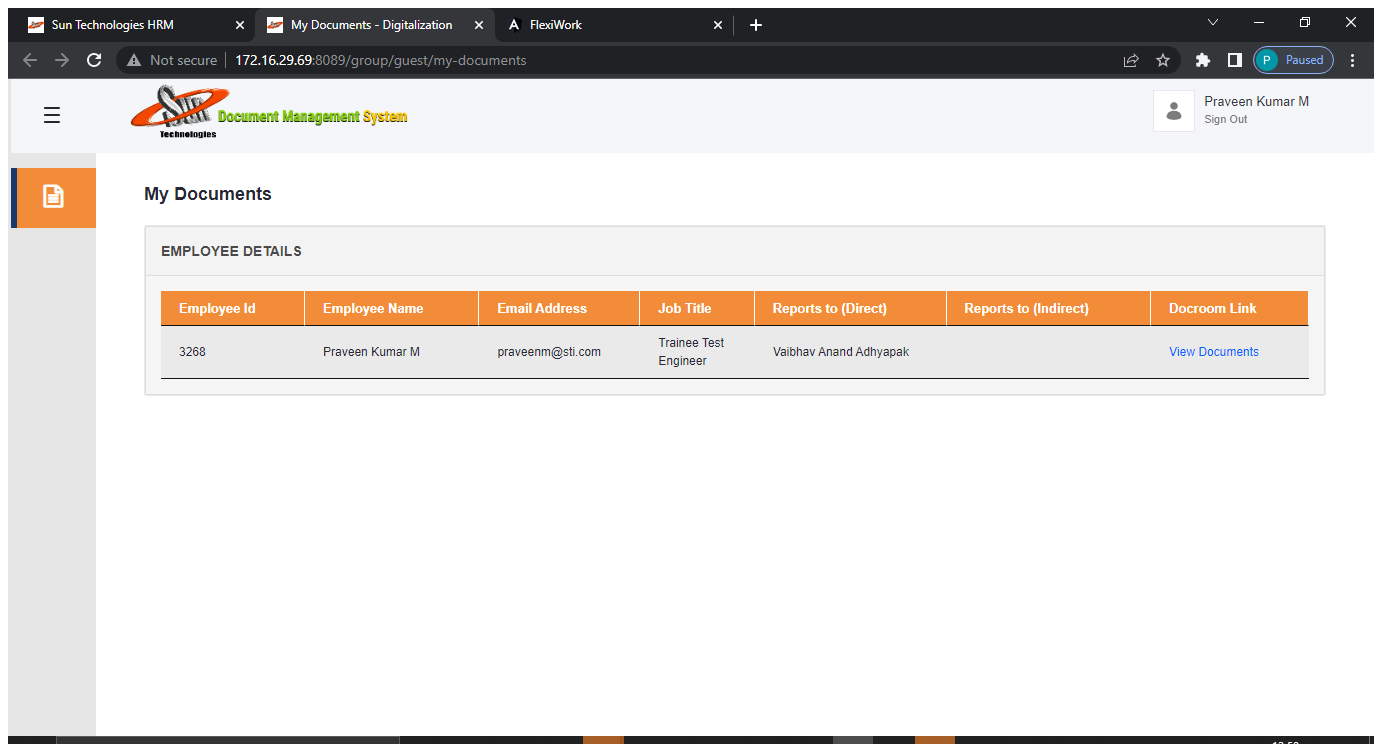 Sun Technologies HRM
My Documents - Digitalization
FlexiWork
Not secure
172.16.29.69:8089/group/guest/my-documents
P
Paused
Sun
Technologies
Document Management System
Praveen Kumar M
Sign Out
My Documents
EMPLOYEE DETAILS
Employee Id Employee Name Email Address Job Title Reports to (Direct) Reports to (Indirect) Docroom Link
3268 Praveen Kumar M praveenm@sti.com Trainee Test Vaibhav Anand Adhyapak View Documents
Engineer